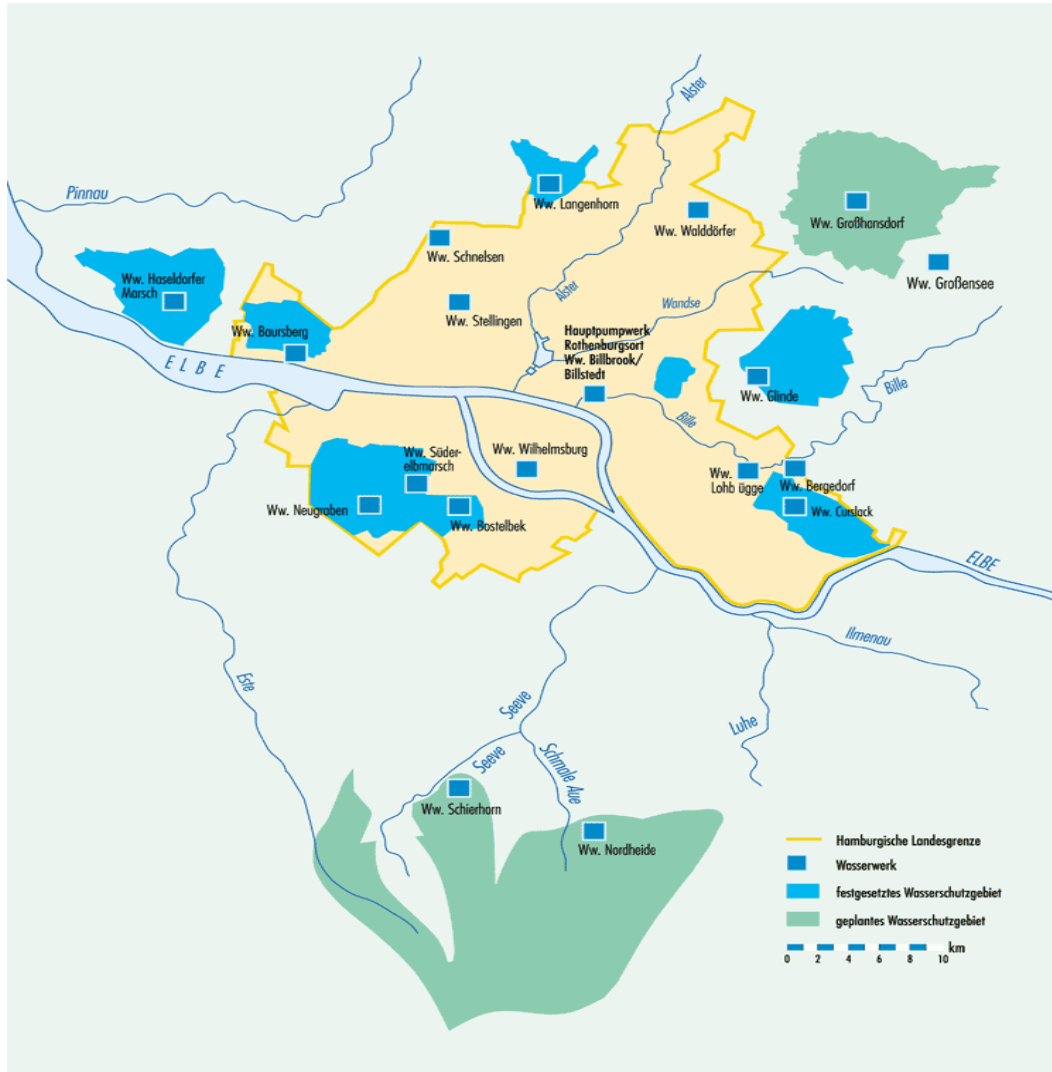 Alster
Pinnau
Ww. Langenhorn
Ww. Großhansdorf
Ww. Walddörfer
Ww. Schnelsen
Ww. Großensee
Ww. Haseldorfer
Marsch
Alster
Wandse
Ww. Stellingen
Ww. Baursberg
Hauptpumpwerk
Rothenburgsort
Ww. Billbrook/
Billstedt
ELBE
Ww. Glinde
Bille
Bille
Ww. Süder-
elbmarsch
Ww. Wilhelmsburg
Ww.
Lohb ügge
Ww. Bergedorf
Ww. Neugraben
Ww. Bostelbek
Ww. Curslack
ELBE
Ilmenau
Este
Seeve
Luhe
Seeve
Schmale Aue
Ww. Schierhorn
Ww. Nordheide
Hamburgische Landesgrenze
Wasserwerk
festgesetztes Wasserschutzgebiet
geplantes Wasserschutzgebiet
km
0 2 4 6 8 10